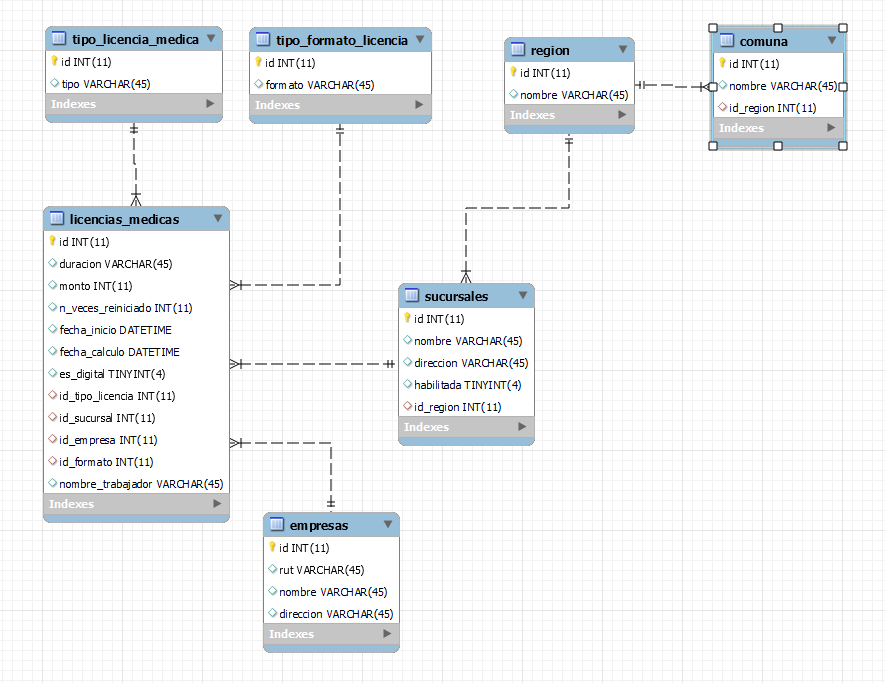 tipo_licencia_medica
id INT(11)
tipo VARCHAR(45)
Indexes
tipo_formato_licencia
id INT(11)
formato VARCHAR(45)
Indexes
region
id INT(11)
nombre VARCHAR(45)
Indexes
comuna
id INT(11)
nombre VARCHAR(45)
id_region INT(11)
Indexes
licencias_medicas
id INT(11)
duracion VARCHAR(45)
monto INT(11)
n_veces_reiniciado INT(11)
fecha_inicio DATETIME
fecha_calculo DATETIME
es_digital TINYINT(4)
id_tipo_licencia INT(11)
id_sucursal INT(11)
id_empresa INT(11)
id_formato INT(11)
nombre_trabajador VARCHAR(45)
Indexes
sucursales
id INT(11)
nombre VARCHAR(45)
direccion VARCHAR(45)
habilitada TINYINT(4)
id_region INT(11)
Indexes
empresas
id INT(11)
rut VARCHAR(45)
nombre VARCHAR(45)
direccion VARCHAR(45)
Indexes